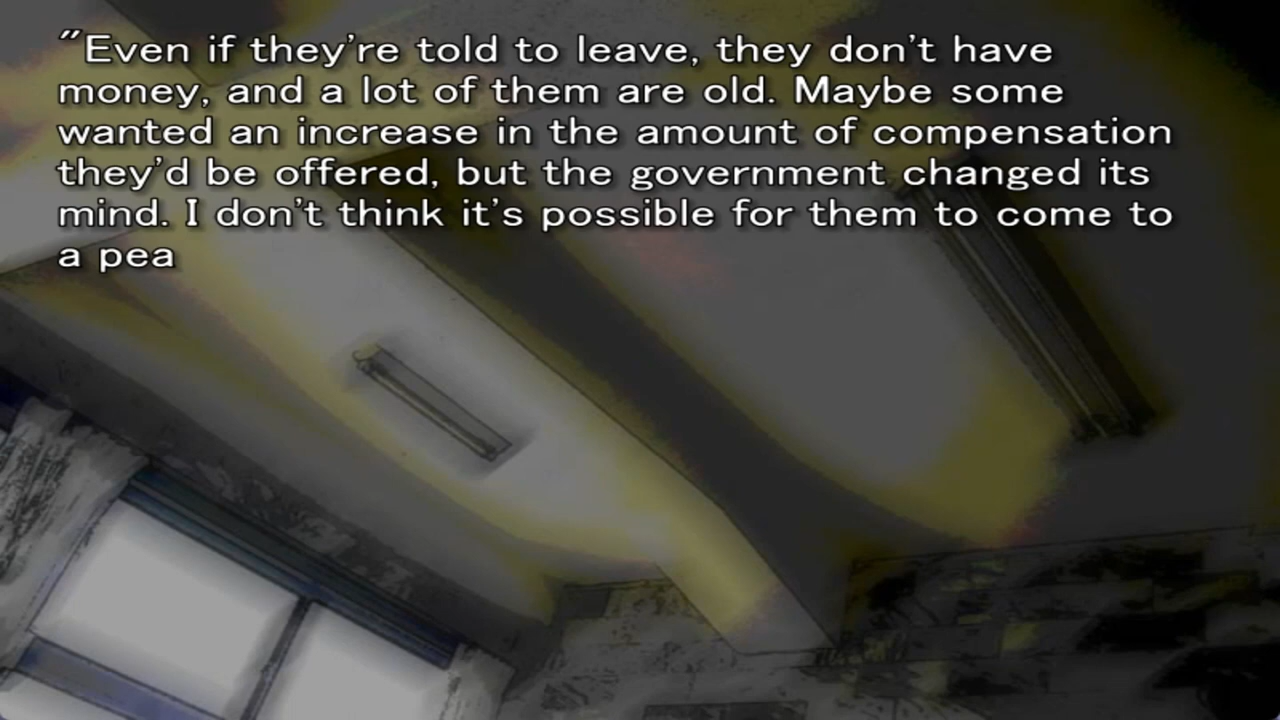 "Even if they're told to leave, they don't have
money, and a lot of them are old. Maybe some
wanted an increase in the amount of compensation
they'd be offered, but the government changed its
mind. I don't think it's possible for them to come to
a pea